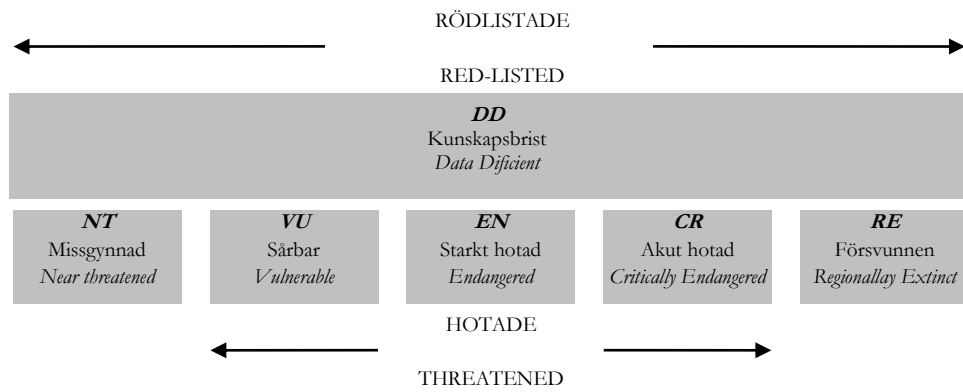 RÖDLISTADE
RED-LISTED
DD
Kunskapsbrist
Data Dificient
NT
Missgynnad
Near threatened
VU
Sårbar
Vulnerable
EN
Starkt hotad
Endangered
CR
Akut hotad
Critically Endangered
RE
Försvunnen
Regionallay Extinct
HOTADE
THREATENED